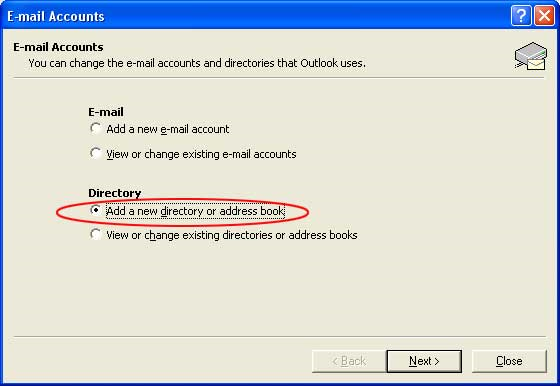 E-mail Accounts
E-mail Accounts
You can change the e-mail accounts and directories that Outlook uses.
E-mail
Add a new e-mail account
View or change existing e-mail accounts
Directory
Add a new directory or address book
View or change existing directories or address books
< Back Next > Close